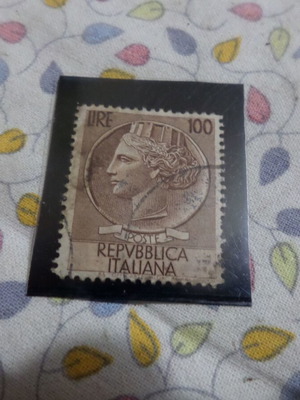 LIRE 100
POSTE
REPVBBLICA
ITALIANA